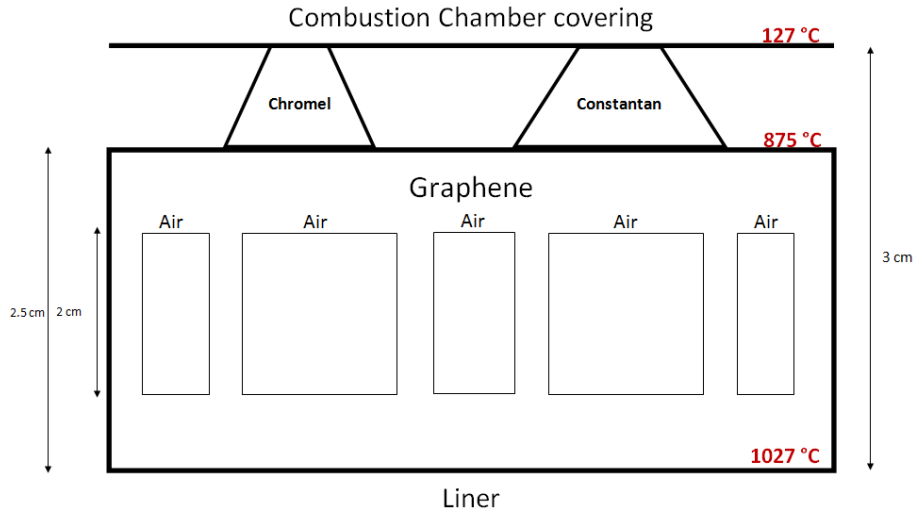 Combustion Chamber covering
127 °C
Chromel
Constantan
875 °C
Graphene
Air
Air
Air
Air
Air
3 cm
2.5 cm
2 cm
1027 °C
Liner